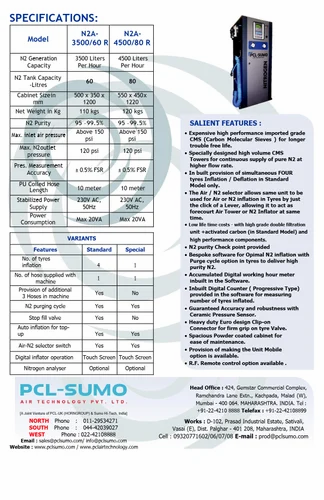 SPECIFICATIONS:
Model N2A-3500/60 R N2A-4500/80 R
N2 Generation Capacity 3500 Liters Per Hour 4500 Liters Per Hour
N2 Tank Capacity -Litres 60 80
Cabinet Sizein mm 500 x 350 x 1200 550 x 450x 1220
Net Weight in Kg 110 kgs 120 kgs
N2 Purity 95 -99.5% 95 -99.5%
Max. inlet air pressure Above 150 psi Above 150 psi
Max. N2outlet pressure 120 psi 120 psi
Pres. Measurement Accuracy ± 0.5% FSR ± 0.5% FSR
PU Coiled Hose Length 10 meter 10 meter
Stabilized Power Supply 230V AC, 50Hz 230V AC, 50Hz
Power Consumption Max 20VA Max 20VA
VARIANTS
Features Standard Special
No. of tyres inflation 4 1
No. of hose supplied with machine 1 1
Provision of additional 3 Hoses in machine Yes No
N2 purging cycle Yes Yes
Stop fill valve No Yes
Auto inflation for top-up Yes Yes
Air-N2 selector switch Yes Yes
Digital inflator operation Touch Screen Touch Screen
Nitrogen analyser Optional Optional
PCL-SUMO
AIR TECHNOLOGY PVT. LTD.
(A Joint Venture of PCL-UK (HORNGROUP) & Sumo Hi Tech, India)
NORTH Phone : 011-29534271
SOUTH Phone : 044-42039027
WEST Phone : 022-42108888
Email : sales@pclsumo.com/ info@pclsumo.com
Website : www.pclsumo.com / www.pclairtechnology.com
PCL-SUMO
SALIENT FEATURES :
• Expensive high performance imported grade
CMS (Carbon Molecular Sieves ) for longer
trouble free life.
• Specially designed high volume CMS
Towers for continuous supply of pure N2 at
higher flow rate.
• In built provision of simultaneous FOUR
tyres Inflation / Deflation in Standard
Model only.
• The Air / N2 selector allows same unit to be
used for Air or N2 inflation in Tyres by just
the click of a Lever, allowing it to act as
forecourt Air Tower or N2 Inflator at same
time.
• Low life time costs - with high grade double filtration
unit +activated carbon (in Standard Model) and
high performance components.
• N2 purity Check point provided
• Bespoke software for Opimal N2 inflation with
Purge cycle option in tyres to deliver high
purity N2.
• Accumulated Digital working hour meter
inbuilt in the Software.
• Inbuilt Digital Counter ( Progressive Type)
provided in the software for measuring
number of tyres inflated.
• Guaranteed Accuracy and robustness with
Ceramic Pressure Sensor.
• Heavy duty Euro design Clip-on
Connector for firm grip on tyre Valve.
• Spacious Powder coated cabinet for
ease of maintenance.
• Provision of making the Unit Mobile
option is available.
• R.F. Remote control option available .
Head Office : 424, Gumstar Commercial Complex,
Ramchandra Lane Extn., Kachpada, Malad (W),
Mumbai - 400 064. MAHARASHTRA. INDIA. Tel :
+91-22-4210 8888 Telefax : +91-22-42108899
Works : D-102, Prasad Industrial Estate, Sativali,
Vasai (E), Dist. Palghar - 401 208, Maharashtra, INDIA.
Cell : 09320771602/06/07/08 E-mail : prod@pclsumo.com